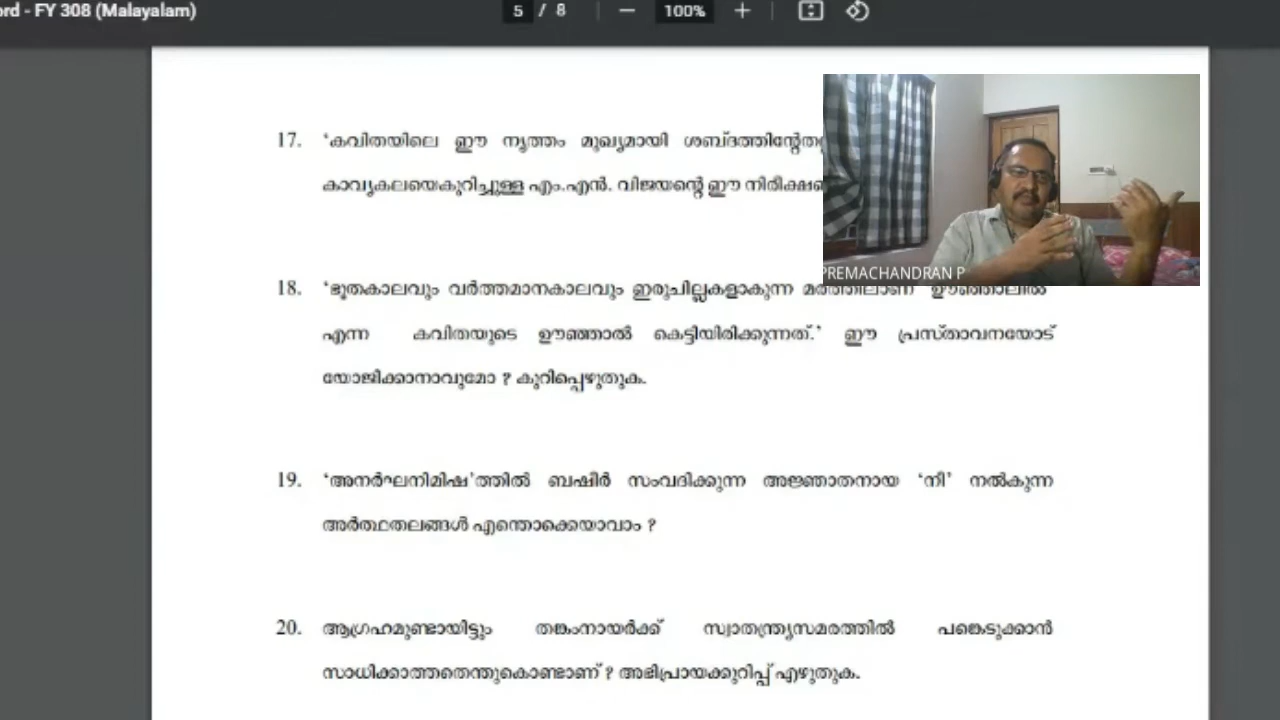 ord - FY 308 (Malayalam) 5 / 8 100%
17. 'കവിതയിലെ ഈ നൃത്തം മുഖ്യമായി
കാവ്യകലയെകുറിച്ചുള്ള എം.എൻ. വിജയന്റെ ഈ
PREMACHANDRAN P
18. 'ഭൂതകാലവും വർത്തമാനകാലവും ഇരുചില്ലകളാകുന്ന മരത്തിലാണ് ഊഞ്ഞാലിൽ
എന്ന കവിതയുടെ ഊഞ്ഞാൽ കെട്ടിയിരിക്കുന്നത്.' ഈ പ്രസ്താവനയോട്
യോജിക്കാനാവുമോ ? കുറിപ്പെഴുതുക.
19. 'അനർഘനിമിഷ'ത്തിൽ ബഷീർ സംവദിക്കുന്ന അജ്ഞാതനായ 'നീ' നൽകുന്ന
അർത്ഥതലങ്ങൾ എന്തൊക്കെയാവാം ?
20. ആഗ്രഹമുണ്ടായിട്ടും തങ്കംനായർക്ക് സ്വാതന്ത്ര്യസമരത്തിൽ പങ്കെടുക്കാൻ
സാധിക്കാത്തതെന്തുകൊണ്ടാണ് ? അഭിപ്രായക്കുറിപ്പ് എഴുതുക.